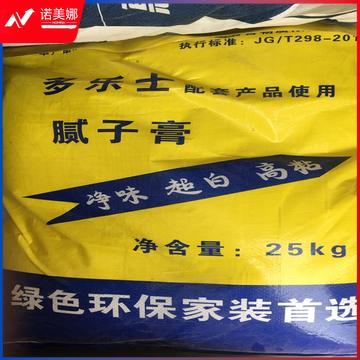 诺美娜
执行标准：JG/T298-201
多乐士配套产品使用
腻子膏
净味 超白 高粘
净含量：25kg
绿色环保家装首选